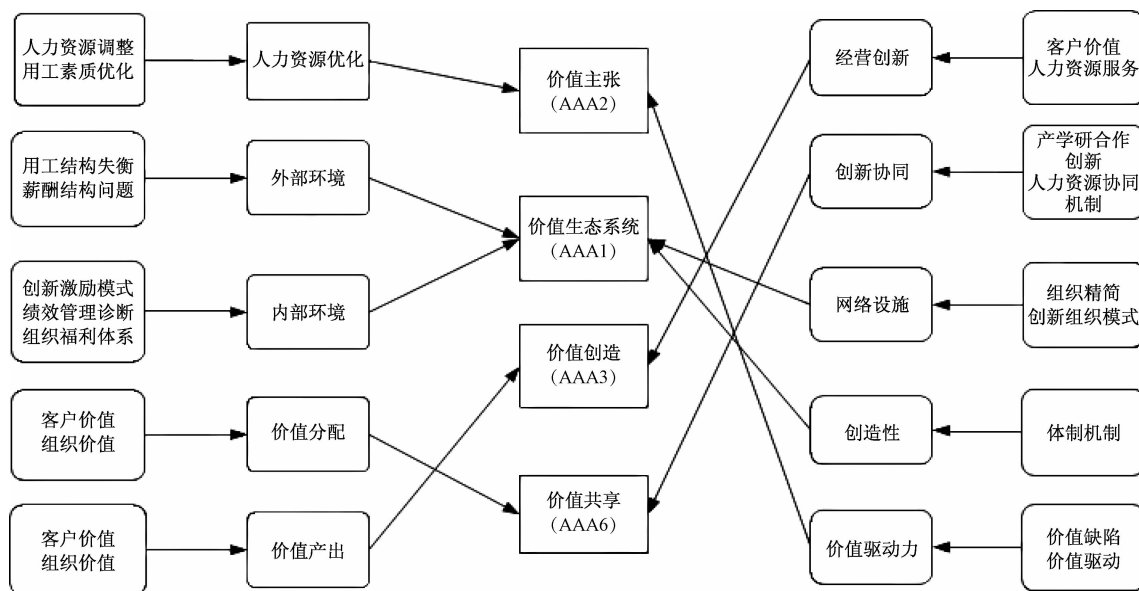 人力资源调整
用工素质优化
人力资源优化
价值主张
（AAA2）
经营创新
客户价值
人力资源服务
用工结构失衡
薪酬结构问题
外部环境
价值生态系统
（AAA1）
创新协同
产学研合作
创新
人力资源协同
机制
创新激励模式
绩效管理诊断
组织福利体系
内部环境
价值创造
（AAA3）
网络设施
组织精简
创新组织模式
客户价值
组织价值
价值分配
价值共享
（AAA6）
创造性
体制机制
客户价值
组织价值
价值产出
价值驱动力
价值缺陷
价值驱动